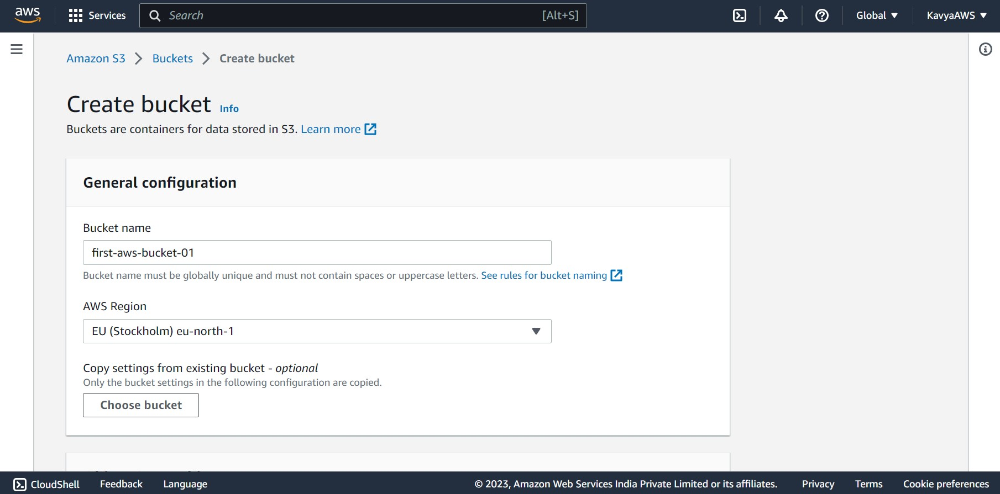 aws Services Search [Alt+S] Global KavyaAWS
Amazon S3 Buckets Create bucket
Create bucket Info
Buckets are containers for data stored in S3. Learn more
General configuration
Bucket name
first-aws-bucket-01
Bucket name must be globally unique and must not contain spaces or uppercase letters. See rules for bucket naming
AWS Region
EU (Stockholm) eu-north-1
Copy settings from existing bucket - optional
Only the bucket settings in the following configuration are copied.
Choose bucket
CloudShell Feedback Language © 2023, Amazon Web Services India Private Limited or its affiliates. Privacy Terms Cookie preferences